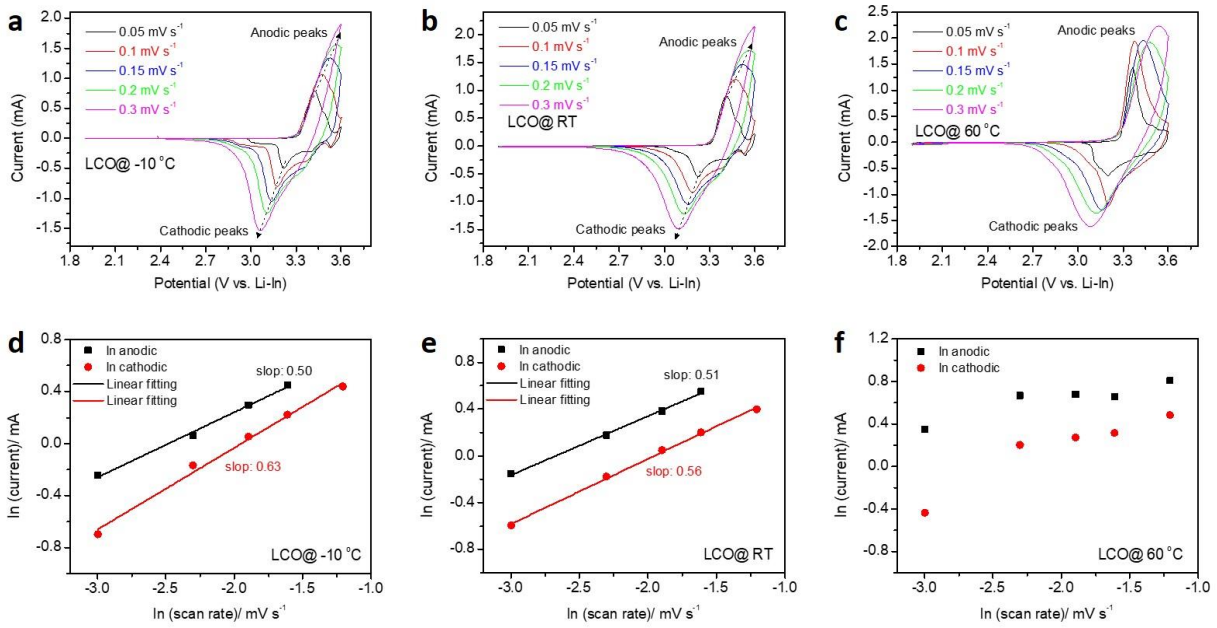 a
0.05 mV s⁻¹
0.1 mV s⁻¹
0.15 mV s⁻¹
0.2 mV s⁻¹
0.3 mV s⁻¹
Anodic peaks
LCO@ -10 °C
Cathodic peaks
Current (mA)
2.0
1.5
1.0
0.5
0.0
-0.5
-1.0
-1.5
1.8 2.1 2.4 2.7 3.0 3.3 3.6
Potential (V vs. Li-In)
b
0.05 mV s⁻¹
0.1 mV s⁻¹
0.15 mV s⁻¹
0.2 mV s⁻¹
0.3 mV s⁻¹
Anodic peaks
LCO@ RT
Cathodic peaks
Current (mA)
2.5
2.0
1.5
1.0
0.5
0.0
-0.5
-1.0
-1.5
1.8 2.1 2.4 2.7 3.0 3.3 3.6
Potential (V vs. Li-In)
c
0.05 mV s⁻¹
0.1 mV s⁻¹
0.15 mV s⁻¹
0.2 mV s⁻¹
0.3 mV s⁻¹
Anodic peaks
LCO@ 60 °C
Cathodic peaks
Current (mA)
2.5
2.0
1.5
1.0
0.5
0.0
-0.5
-1.0
-1.5
-2.0
1.8 2.1 2.4 2.7 3.0 3.3 3.6
Potential (V vs. Li-In)
d
ln anodic
ln cathodic
Linear fitting
Linear fitting
slop: 0.50
slop: 0.63
LCO@ -10 °C
ln (current)/ mA
0.8
0.4
0.0
-0.4
-0.8
-3.0 -2.5 -2.0 -1.5 -1.0
ln (scan rate)/ mV s⁻¹
e
ln anodic
ln cathodic
Linear fitting
Linear fitting
slop: 0.51
slop: 0.56
LCO@ RT
ln (current)/ mA
0.8
0.4
0.0
-0.4
-0.8
-3.0 -2.5 -2.0 -1.5 -1.0
ln (scan rate)/ mV s⁻¹
f
ln anodic
ln cathodic
LCO@ 60 °C
ln (current)/ mA
1.2
0.8
0.4
0.0
-0.4
-0.8
-3.0 -2.5 -2.0 -1.5 -1.0
ln (scan rate)/ mV s⁻¹